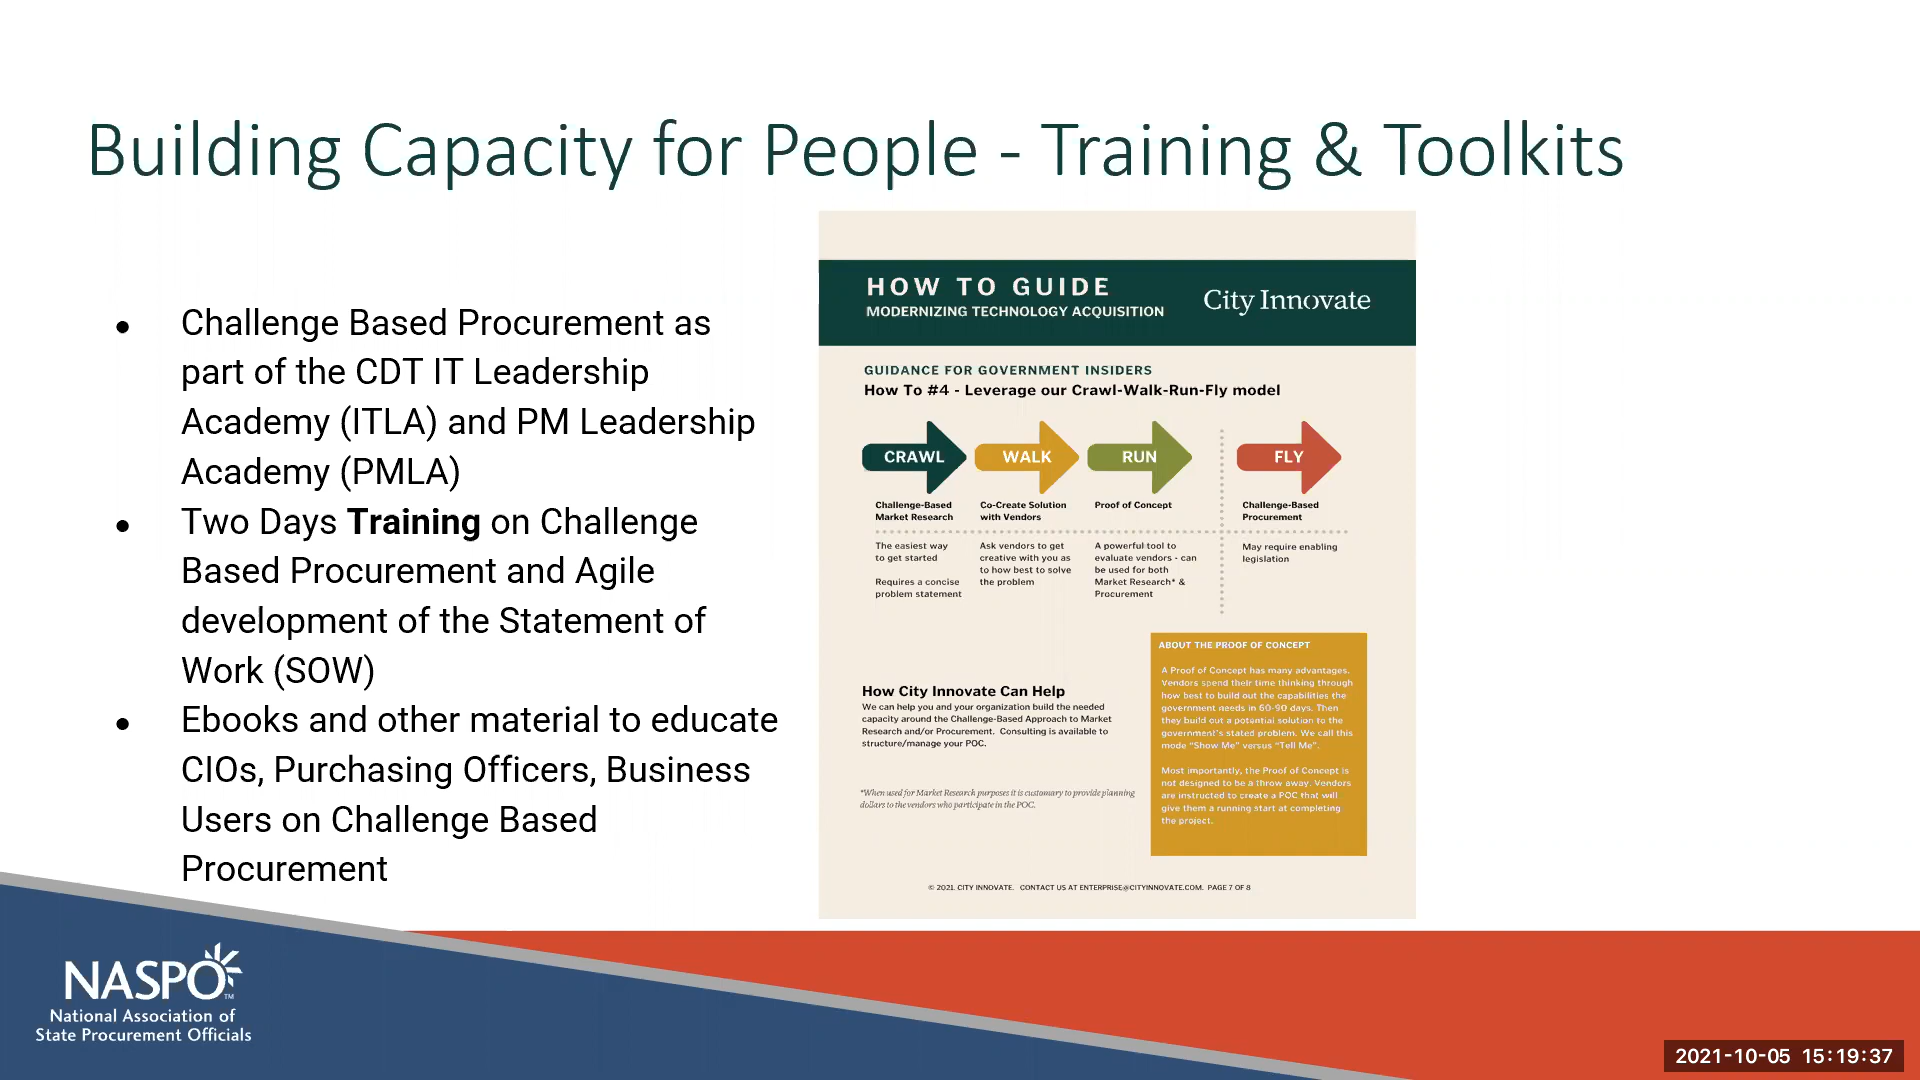 Building Capacity for People - Training & Toolkits
● Challenge Based Procurement as
part of the CDT IT Leadership
Academy (ITLA) and PM Leadership
Academy (PMLA)
● Two Days Training on Challenge
Based Procurement and Agile
development of the Statement of
Work (SOW)
● Ebooks and other material to educate
CIOs, Purchasing Officers, Business
Users on Challenge Based
Procurement
HOW TO GUIDE
MODERNIZING TECHNOLOGY ACQUISITION
City Innovate
GUIDANCE FOR GOVERNMENT INSIDERS
How To #4 - Leverage our Crawl-Walk-Run-Fly model
CRAWL
Challenge-Based
Market Research
The easiest way
to get started
Requires a concise
problem statement
WALK
Co-Create Solution
with Vendors
Ask vendors to get
creative with you as
to how best to solve
the problem
RUN
Proof of Concept
A powerful tool to
evaluate vendors - can
be used for both
Market Research* &
Procurement
FLY
Challenge-Based
Procurement
May require enabling
legislation
How City Innovate Can Help
We can help you and your organization build the needed
capacity around the Challenge-Based Approach to Market
Research and/or Procurement. Consulting is available to
structure/manage your POC.
*When used for Market Research purposes it is customary to provide planning
dollars to the vendors who participate in the POC.
ABOUT THE PROOF OF CONCEPT
A Proof of Concept has many advantages.
Vendors spend their time thinking through
how best to build out the capabilities the
government needs in 60-90 days. Then
they build out a potential solution to the
government's stated problem. We call this
mode "Show Me" versus "Tell Me".
Most importantly, the Proof of Concept is
not designed to be a throw away. Vendors
are instructed to create a POC that will
give them a running start at completing
the project.
© 2021. CITY INNOVATE. CONTACT US AT ENTERPRISE@CITYINNOVATE.COM. PAGE 7 OF 8
NASPO™
National Association of
State Procurement Officials
2021-10-05 15:19:37